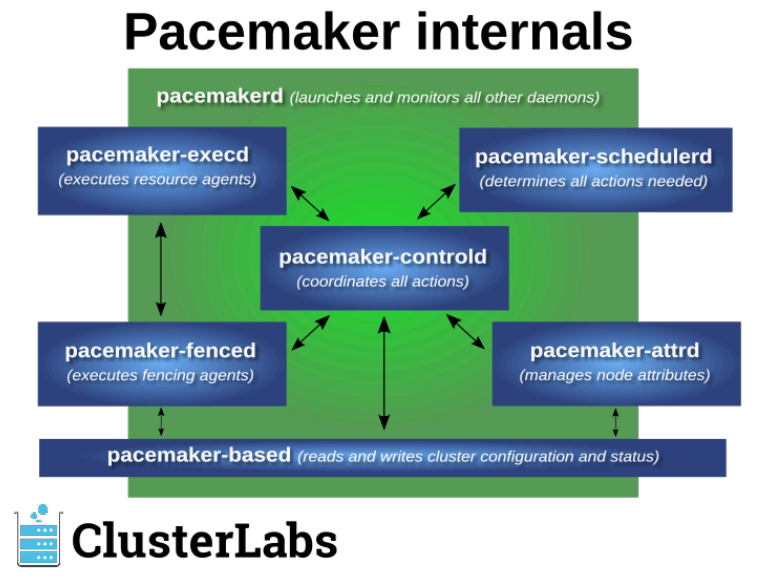 Pacemaker internals
pacemakerd (launches and monitors all other daemons)
pacemaker-execd
(executes resource agents)
pacemaker-schedulerd
(determines all actions needed)
pacemaker-controld
(coordinates all actions)
pacemaker-fenced
(executes fencing agents)
pacemaker-attrd
(manages node attributes)
pacemaker-based (reads and writes cluster configuration and status)
ClusterLabs